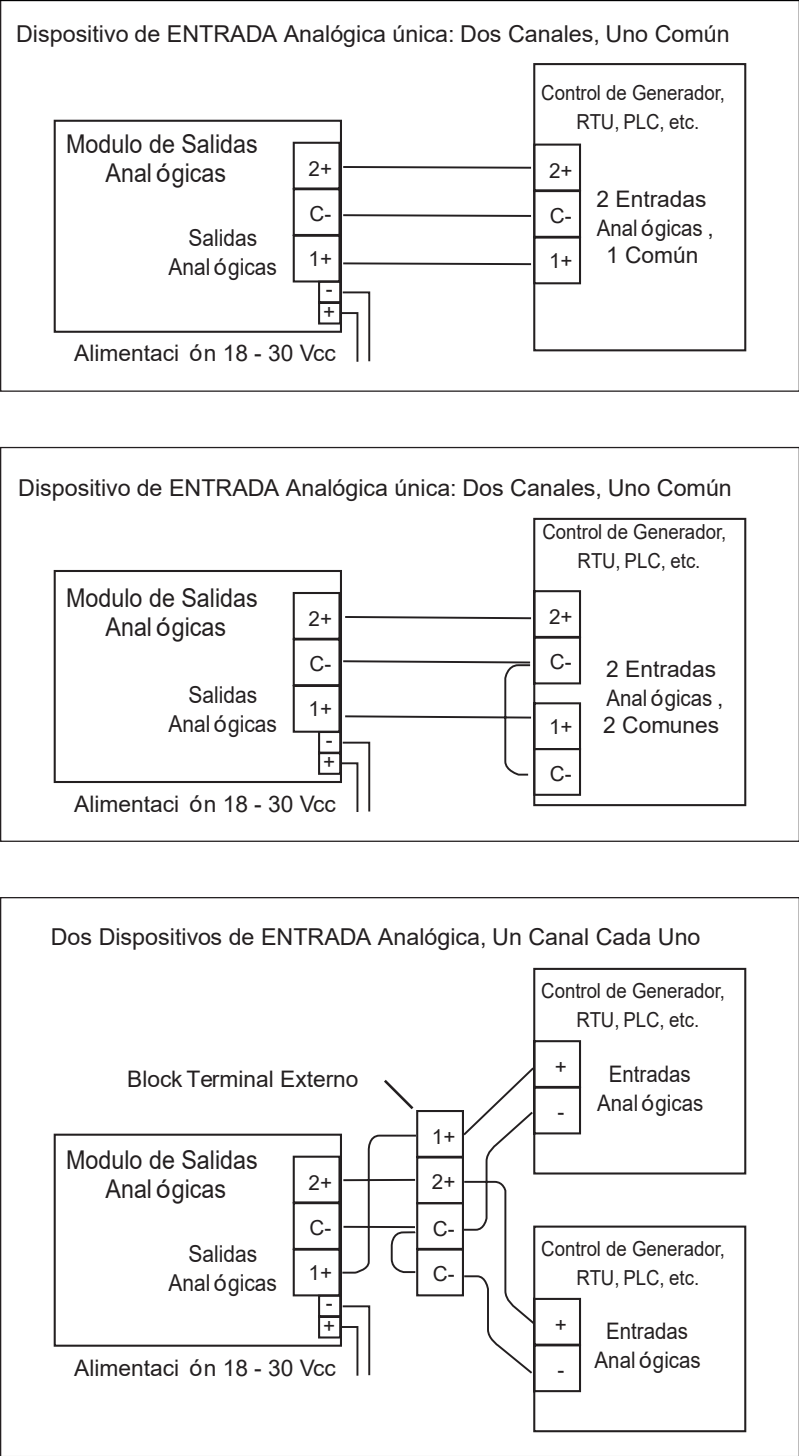 Dispositivo de ENTRADA Analógica única: Dos Canales, Uno Común
Control de Generador,
RTU, PLC, etc.
Modulo de Salidas
Anal ógicas
2+
C-
1+
-
+
Salidas
Anal ógicas
2+
C-
1+
2 Entradas
Anal ógicas ,
1 Común
Alimentaci ón 18 - 30 Vcc
Dispositivo de ENTRADA Analógica única: Dos Canales, Uno Común
Control de Generador,
RTU, PLC, etc.
Modulo de Salidas
Anal ógicas
2+
C-
1+
-
+
Salidas
Anal ógicas
2+
C-
1+
C-
2 Entradas
Anal ógicas ,
2 Comunes
Alimentaci ón 18 - 30 Vcc
Dos Dispositivos de ENTRADA Analógica, Un Canal Cada Uno
Control de Generador,
RTU, PLC, etc.
+
-
Entradas
Anal ógicas
Block Terminal Externo
1+
2+
C-
C-
Modulo de Salidas
Anal ógicas
2+
C-
1+
-
+
Salidas
Anal ógicas
Control de Generador,
RTU, PLC, etc.
+
-
Entradas
Anal ógicas
Alimentaci ón 18 - 30 Vcc